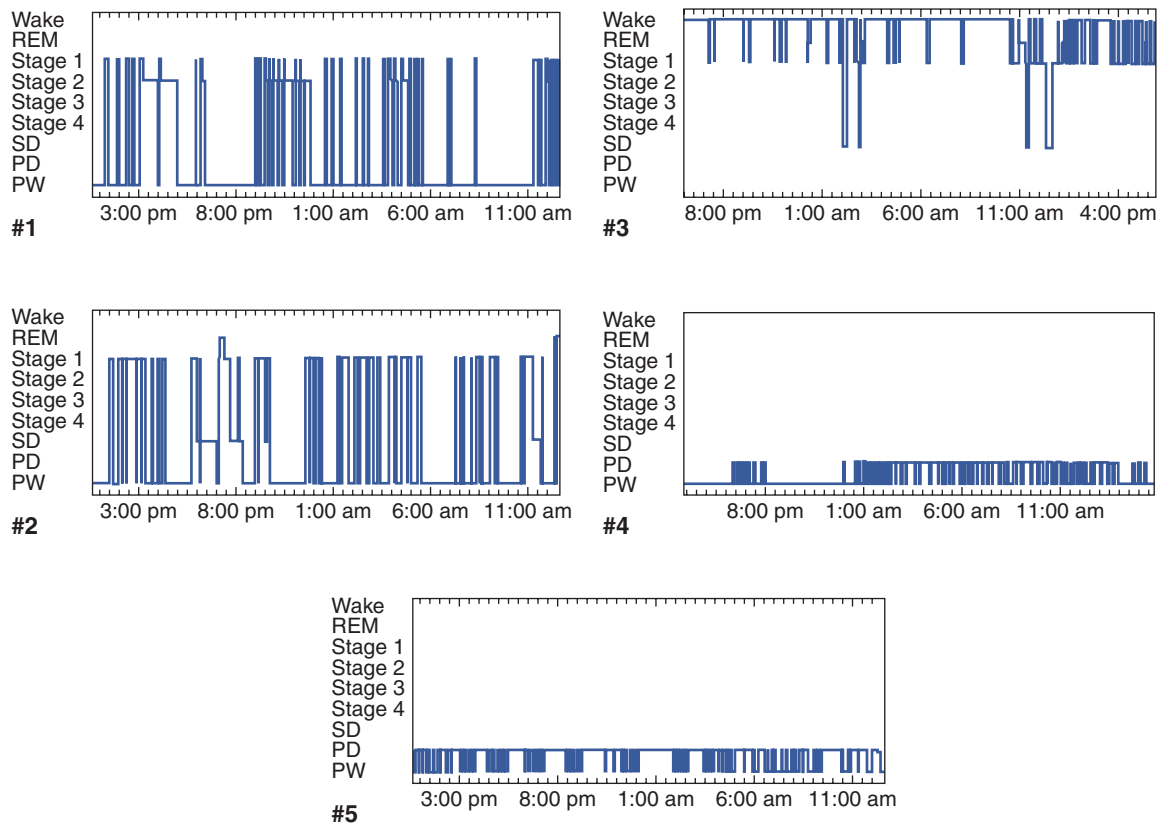 Wake
REM
Stage 1
Stage 2
Stage 3
Stage 4
SD
PD
PW
3:00 pm 8:00 pm 1:00 am 6:00 am 11:00 am
#1
Wake
REM
Stage 1
Stage 2
Stage 3
Stage 4
SD
PD
PW
8:00 pm 1:00 am 6:00 am 11:00 am 4:00 pm
#3
Wake
REM
Stage 1
Stage 2
Stage 3
Stage 4
SD
PD
PW
3:00 pm 8:00 pm 1:00 am 6:00 am 11:00 am
#2
Wake
REM
Stage 1
Stage 2
Stage 3
Stage 4
SD
PD
PW
8:00 pm 1:00 am 6:00 am 11:00 am
#4
Wake
REM
Stage 1
Stage 2
Stage 3
Stage 4
SD
PD
PW
3:00 pm 8:00 pm 1:00 am 6:00 am 11:00 am
#5